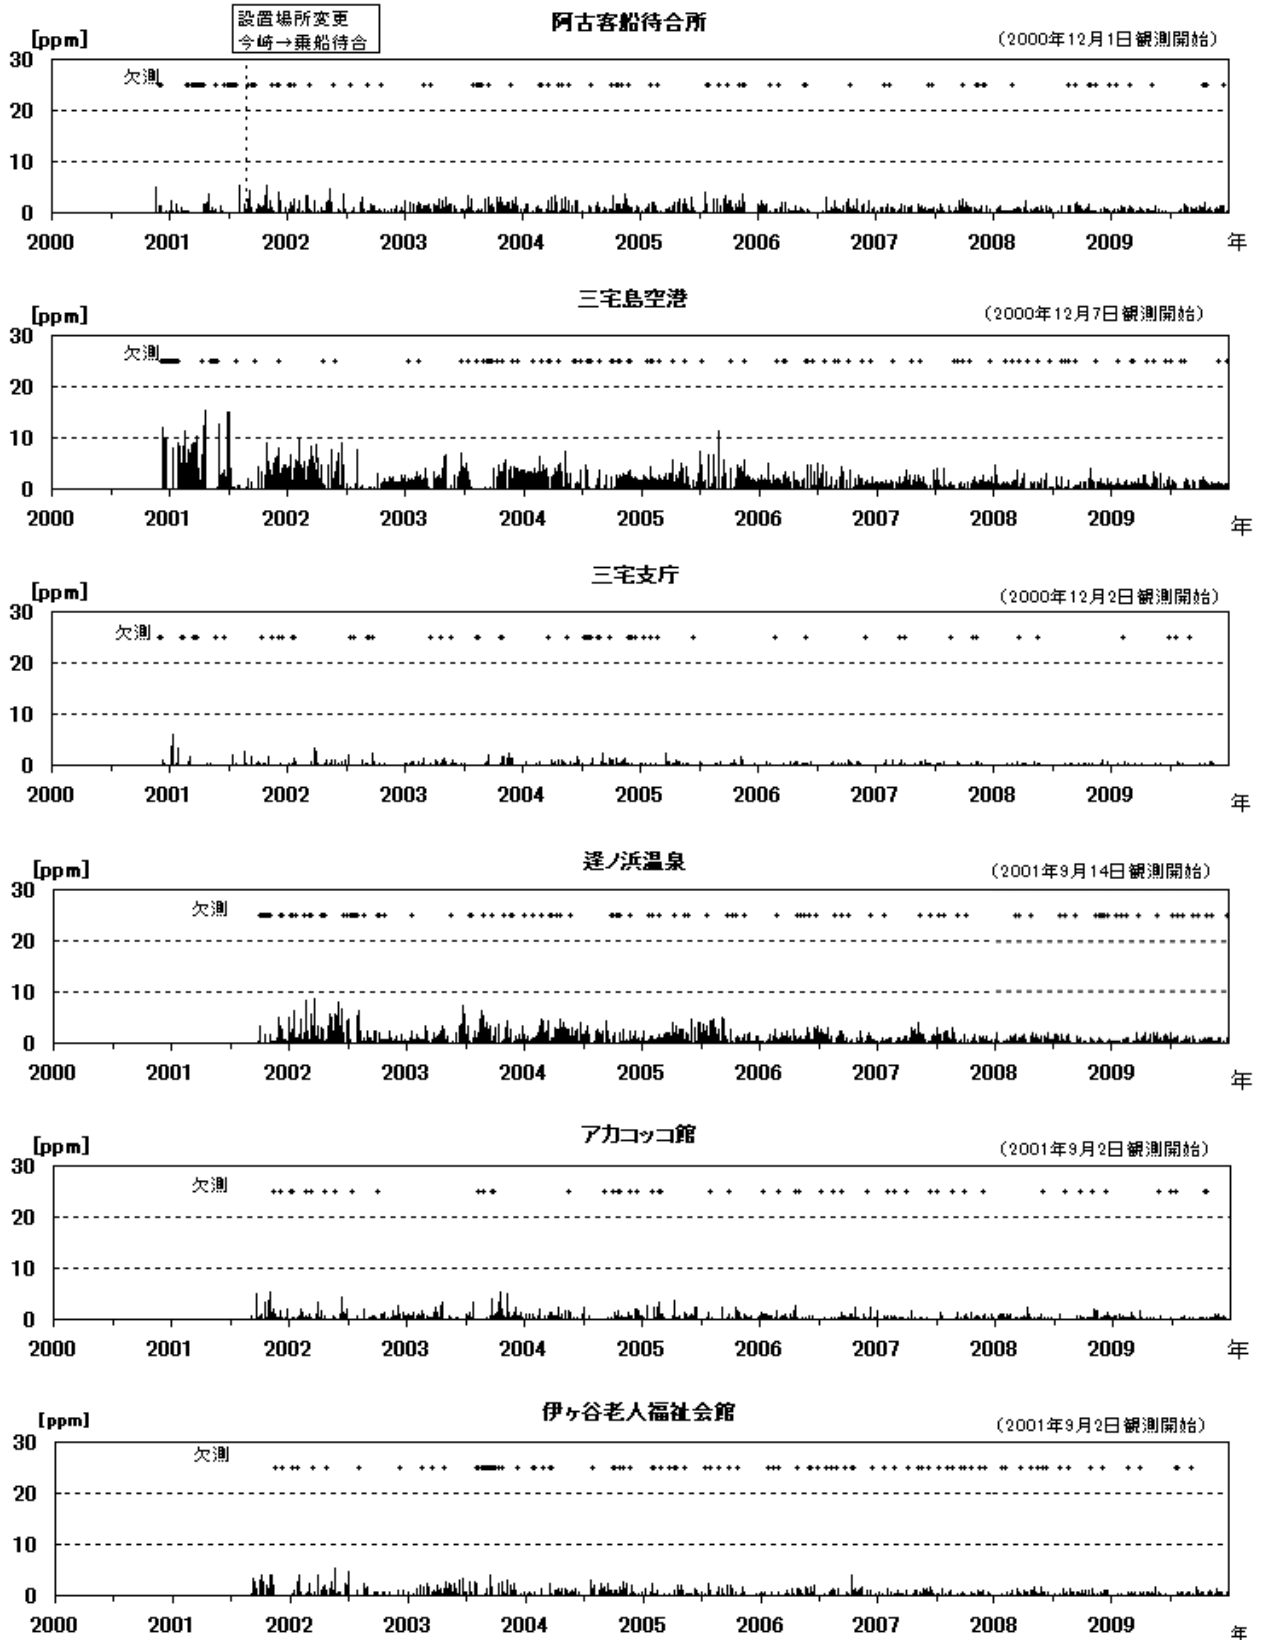 設置場所変更
今崎→乗船待合
阿古客船待合所
[ppm]
(2000年12月1日観測開始)
30
欠測
20
10
0
2000 2001 2002 2003 2004 2005 2006 2007 2008 2009 年
三宅島空港
[ppm]
(2000年12月7日観測開始)
30
欠測
20
10
0
2000 2001 2002 2003 2004 2005 2006 2007 2008 2009 年
三宅支庁
[ppm]
(2000年12月2日観測開始)
30
欠測
20
10
0
2000 2001 2002 2003 2004 2005 2006 2007 2008 2009 年
逢ノ浜温泉
[ppm]
(2001年9月14日観測開始)
30
欠測
20
10
0
2000 2001 2002 2003 2004 2005 2006 2007 2008 2009 年
アカコッコ館
[ppm]
(2001年9月2日観測開始)
30
欠測
20
10
0
2000 2001 2002 2003 2004 2005 2006 2007 2008 2009 年
伊ヶ谷老人福祉会館
[ppm]
(2001年9月2日観測開始)
30
欠測
20
10
0
2000 2001 2002 2003 2004 2005 2006 2007 2008 2009 年